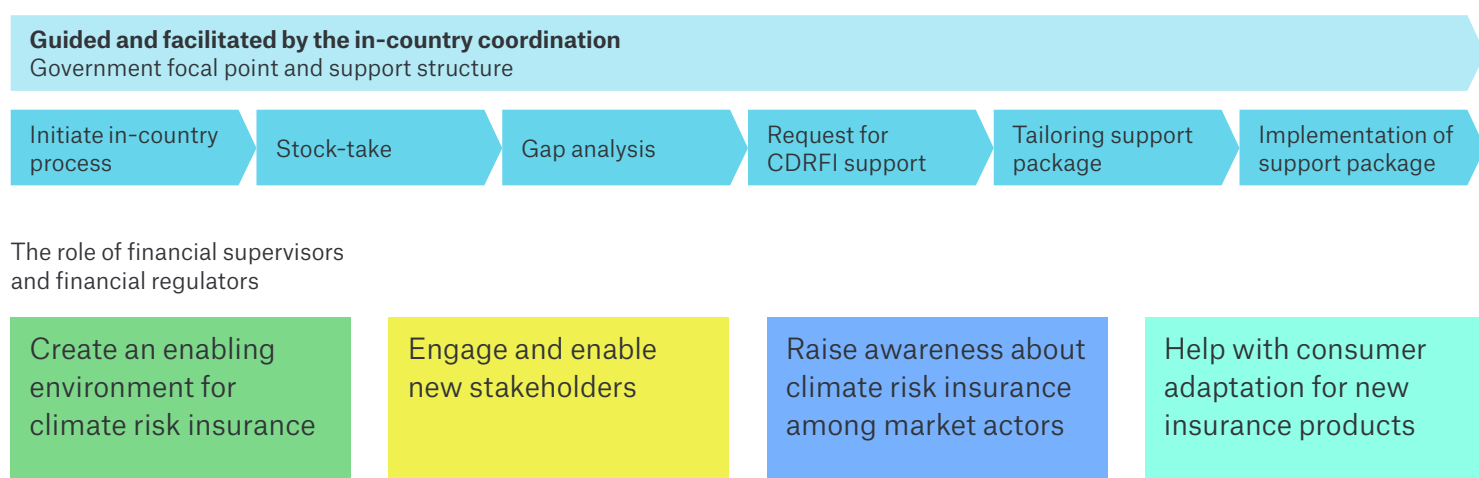 Guided and facilitated by the in-country coordination
Government focal point and support structure
Initiate in-country
process
Stock-take
Gap analysis
Request for
CDRFI support
Tailoring support
package
Implementation of
support package
The role of financial supervisors
and financial regulators
Create an enabling
environment for
climate risk insurance
Engage and enable
new stakeholders
Raise awareness about
climate risk insurance
among market actors
Help with consumer
adaptation for new
insurance products